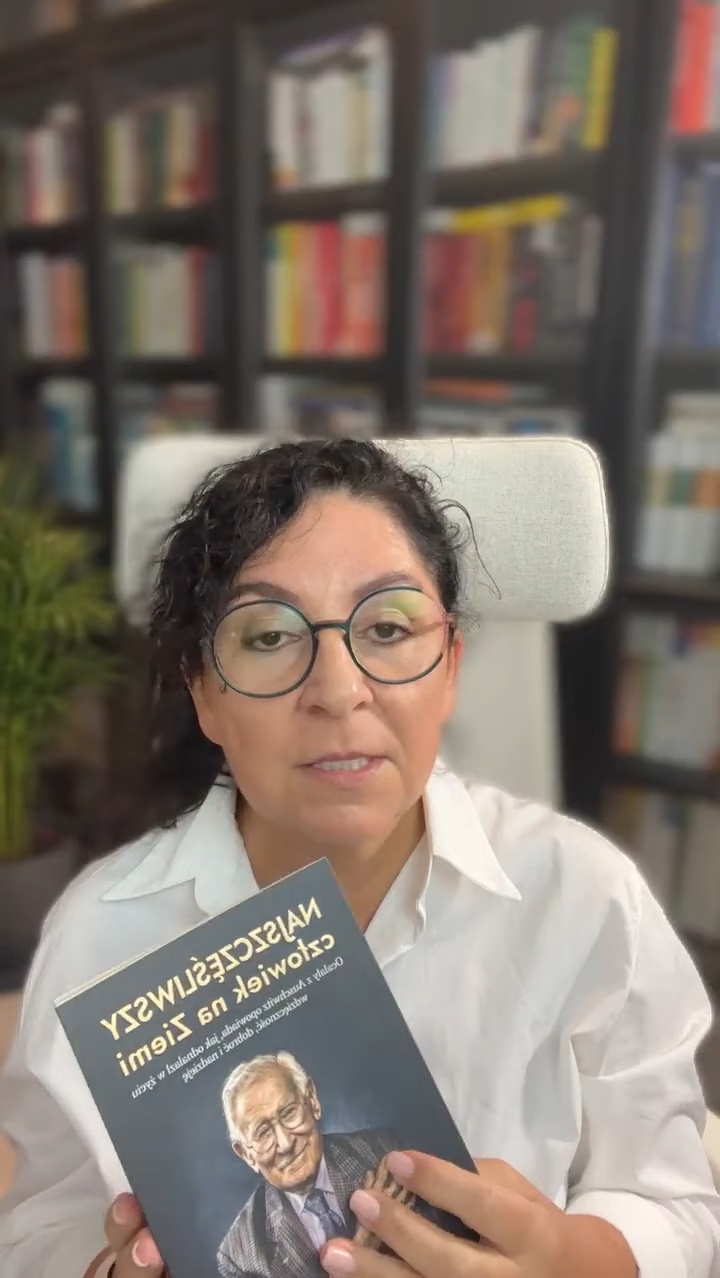 NAJSZCZĘŚLIWSZY
człowiek na Ziemi
Ocalały z Auschwitz opowiada, jak odnalazł w życiu
wdzięczność, dobroć i nadzieję